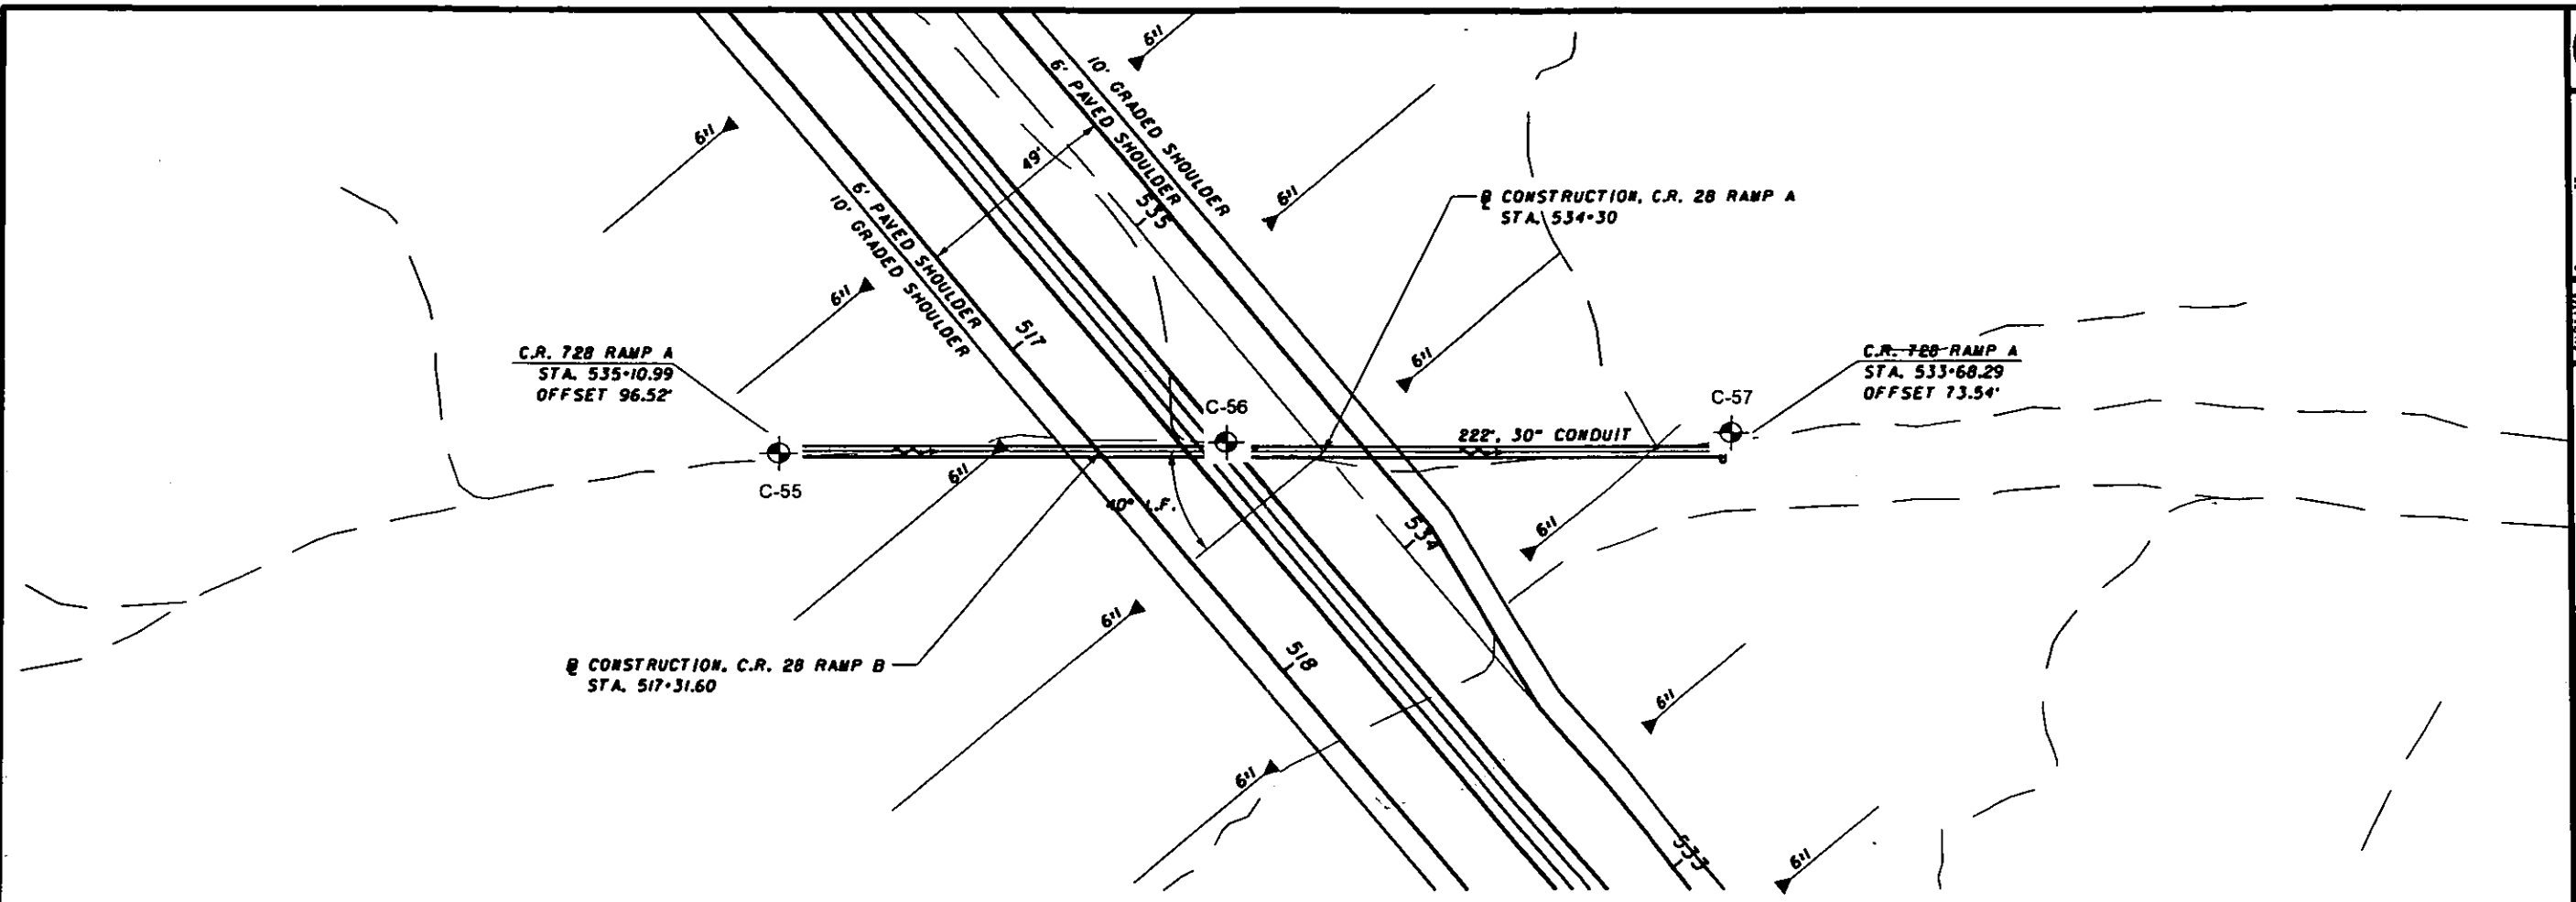 6:1
10' GRADED SHOULDER
6' PAVED SHOULDER
6:1
49'
535
6:1
6' PAVED SHOULDER
10' GRADED SHOULDER
℄ CONSTRUCTION, C.R. 28 RAMP A
STA. 534+30
6:1
517
C.R. 728 RAMP A
STA. 535+10.99
OFFSET 96.52'
6:1
C.R. 728 RAMP A
STA. 533+68.29
OFFSET 73.54'
C-56
C-57
222', 30" CONDUIT
C-55
6:1
40° L.F.
534
6:1
6:1
518
℄ CONSTRUCTION, C.R. 28 RAMP B
STA. 517+31.60
6:1
6:1
533
6:1